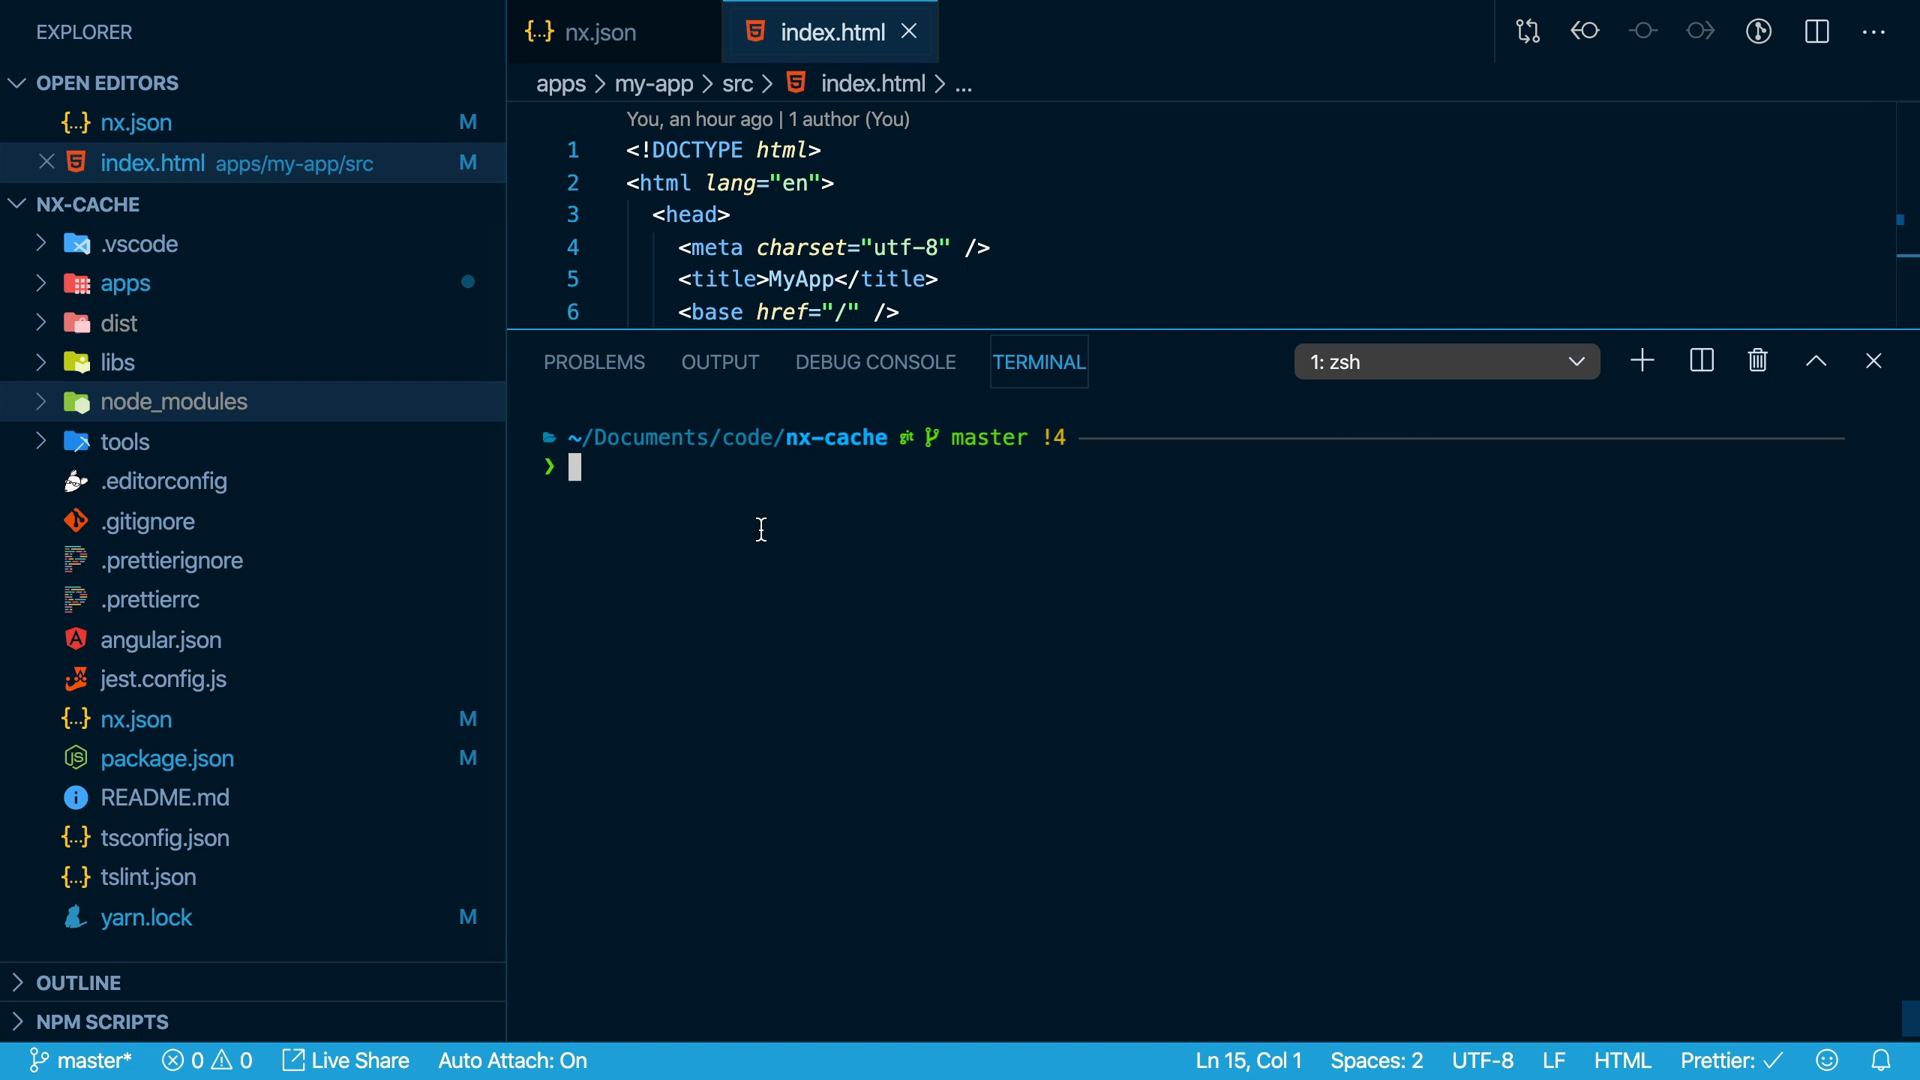 EXPLORER
OPEN EDITORS
{..} nx.json M
index.html apps/my-app/src M
NX-CACHE
.vscode
apps
dist
libs
node_modules
tools
.editorconfig
.gitignore
.prettierignore
.prettierrc
angular.json
jest.config.js
{..} nx.json M
package.json M
README.md
{..} tsconfig.json
{..} tslint.json
yarn.lock M
OUTLINE
NPM SCRIPTS
{..} nx.json
index.html
apps > my-app > src > index.html > ...
You, an hour ago | 1 author (You)
1 <!DOCTYPE html>
2 <html lang="en">
3 <head>
4 <meta charset="utf-8" />
5 <title>MyApp</title>
6 <base href="/" />
PROBLEMS OUTPUT DEBUG CONSOLE TERMINAL 1: zsh
~/Documents/code/nx-cache git master !4
❯
master* 0 0 Live Share Auto Attach: On Ln 15, Col 1 Spaces: 2 UTF-8 LF HTML Prettier: ✓